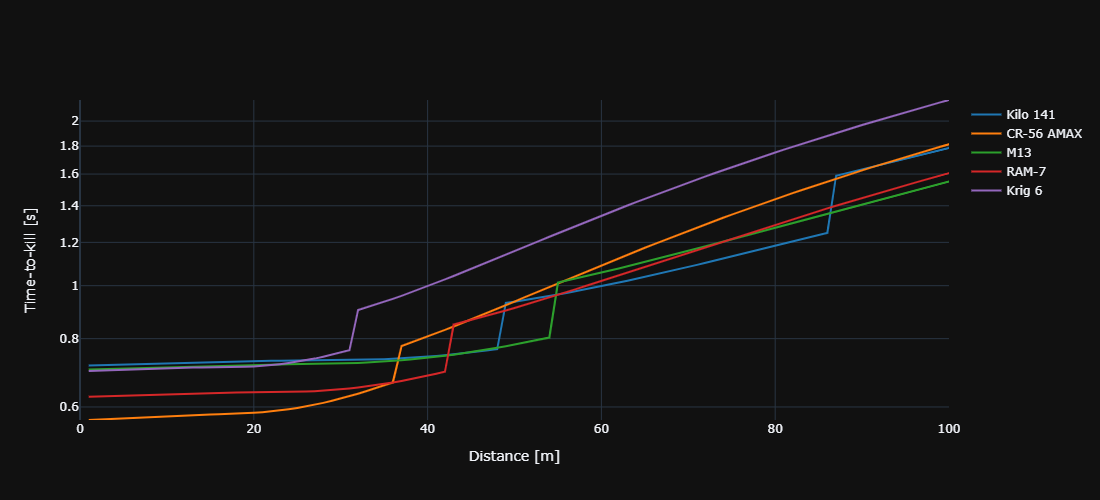 2
1.8
1.6
1.4
1.2
1
0.8
0.6
0 20 40 60 80 100
Time-to-kill [s]
Distance [m]
Kilo 141
CR-56 AMAX
M13
RAM-7
Krig 6